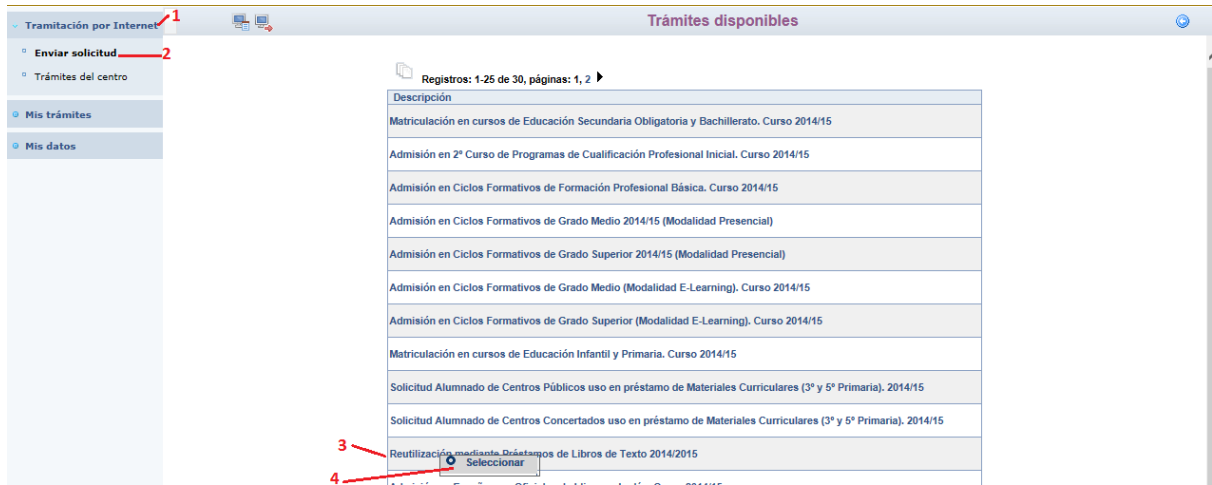 Tramitación por Internet
1
Trámites disponibles
Enviar solicitud
2
Trámites del centro
Mis trámites
Mis datos
Registros: 1-25 de 30, páginas: 1, 2
Descripción
Matriculación en cursos de Educación Secundaria Obligatoria y Bachillerato. Curso 2014/15
Admisión en 2º Curso de Programas de Cualificación Profesional Inicial. Curso 2014/15
Admisión en Ciclos Formativos de Formación Profesional Básica. Curso 2014/15
Admisión en Ciclos Formativos de Grado Medio 2014/15 (Modalidad Presencial)
Admisión en Ciclos Formativos de Grado Superior 2014/15 (Modalidad Presencial)
Admisión en Ciclos Formativos de Grado Medio (Modalidad E-Learning). Curso 2014/15
Admisión en Ciclos Formativos de Grado Superior (Modalidad E-Learning). Curso 2014/15
Matriculación en cursos de Educación Infantil y Primaria. Curso 2014/15
Solicitud Alumnado de Centros Públicos uso en préstamo de Materiales Curriculares (3º y 5º Primaria). 2014/15
Solicitud Alumnado de Centros Concertados uso en préstamo de Materiales Curriculares (3º y 5º Primaria). 2014/15
3
Reutilización mediante Préstamos de Libros de Texto 2014/2015
Seleccionar
4